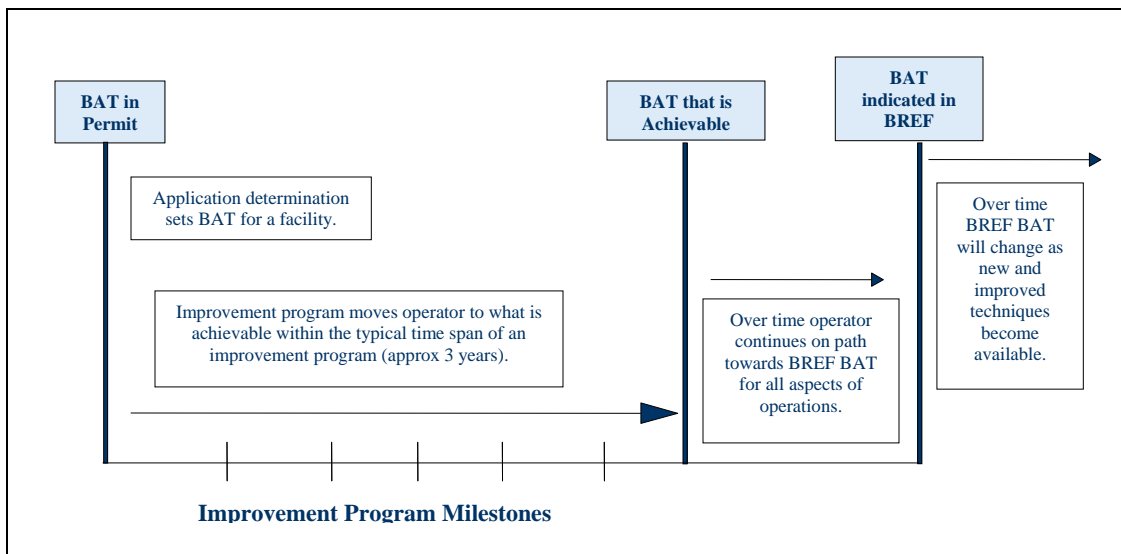 BAT in
Permit
BAT that is
Achievable
BAT
indicated in
BREF
Application determination
sets BAT for a facility.
Improvement program moves operator to what is
achievable within the typical time span of an
improvement program (approx 3 years).
Over time operator
continues on path
towards BREF BAT
for all aspects of
operations.
Over time
BREF BAT
will change as
new and
improved
techniques
become
available.
Improvement Program Milestones